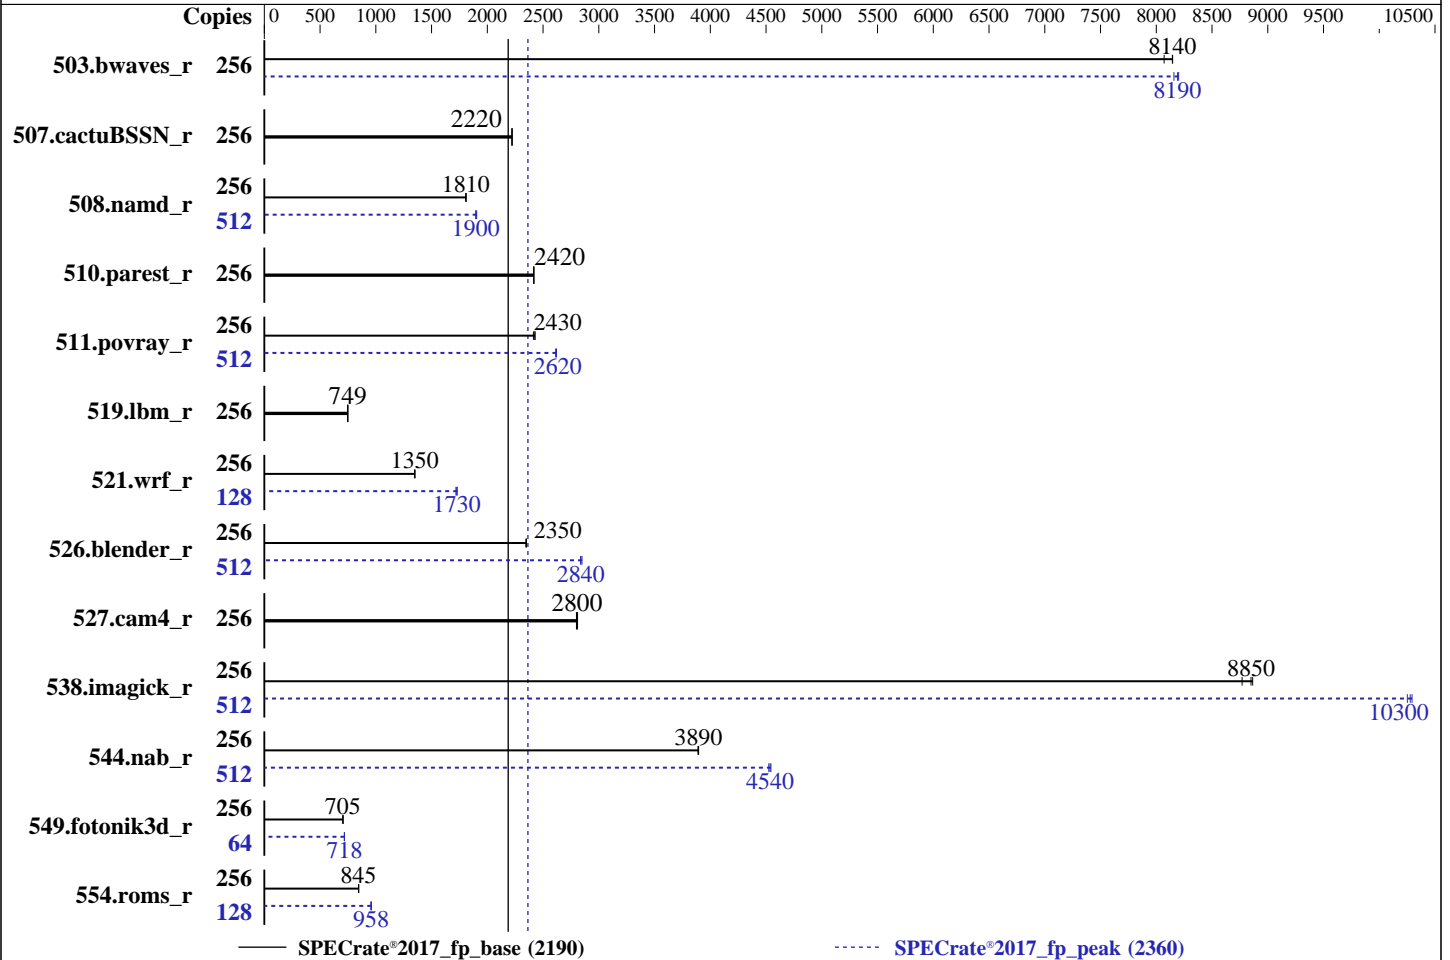 Copies 0 500 1000 1500 2000 2500 3000 3500 4000 4500 5000 5500 6000 6500 7000 7500 8000 8500 9000 9500 10500
503.bwaves_r 256 8140
8190
507.cactuBSSN_r 256 2220
508.namd_r 256 1810
512 1900
510.parest_r 256 2420
511.povray_r 256 2430
512 2620
519.lbm_r 256 749
521.wrf_r 256 1350
128 1730
526.blender_r 256 2350
512 2840
527.cam4_r 256 2800
538.imagick_r 256 8850
512 10300
544.nab_r 256 3890
512 4540
549.fotonik3d_r 256 705
64 718
554.roms_r 256 845
128 958
SPECrate®2017_fp_base (2190) SPECrate®2017_fp_peak (2360)